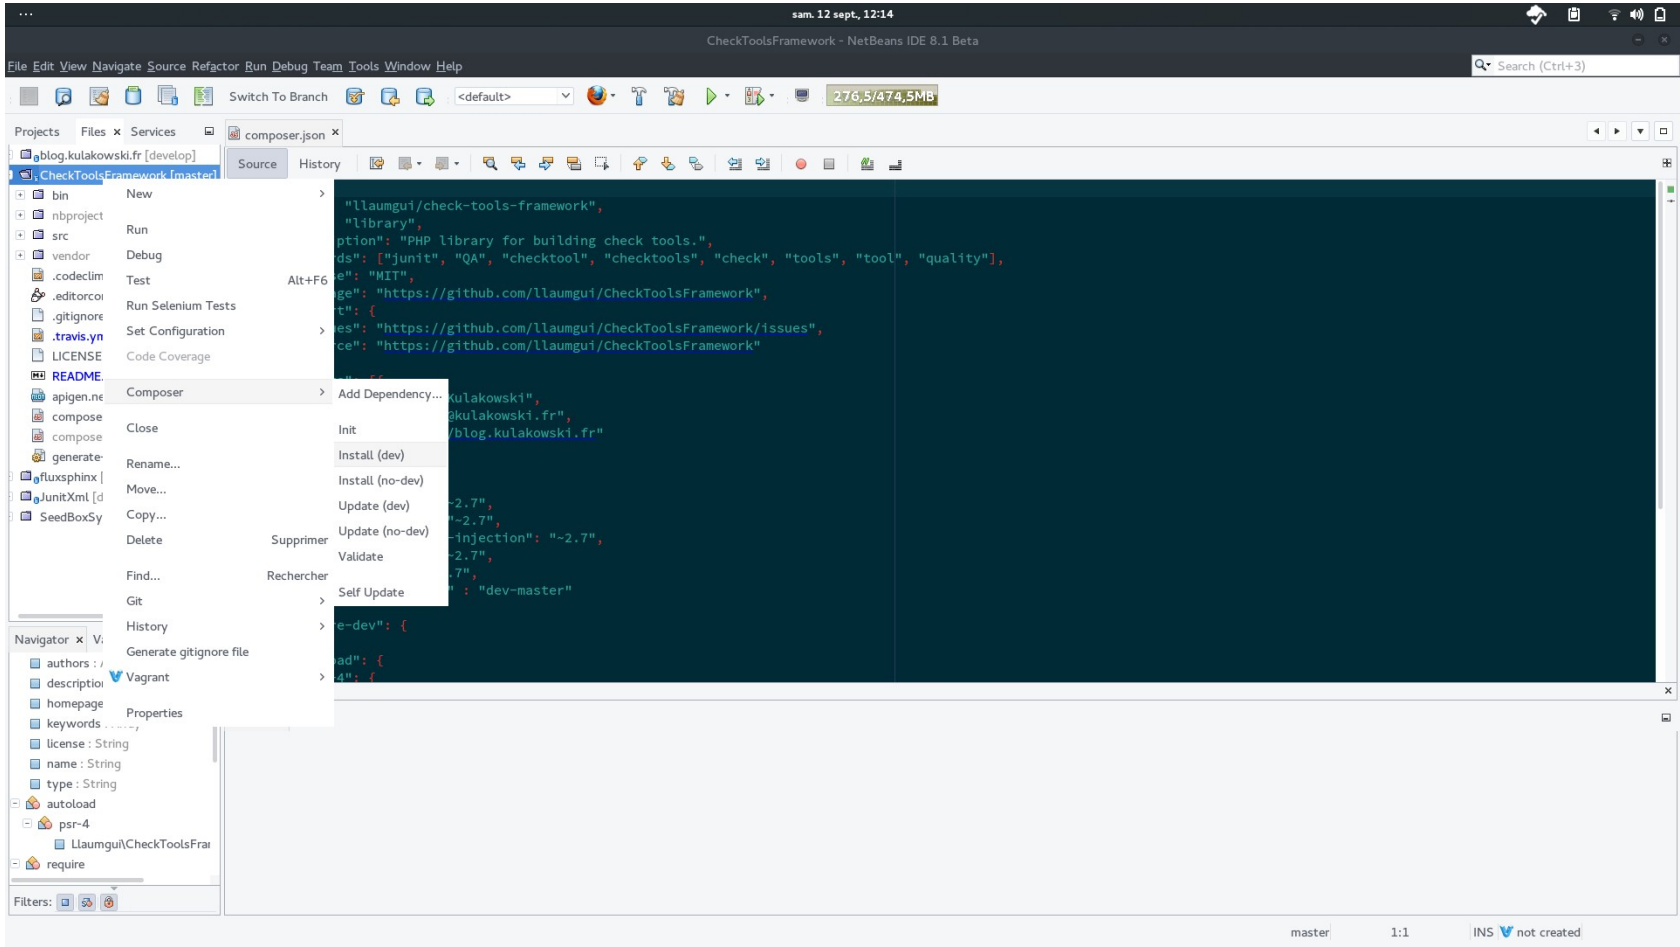 ...
sam. 12 sept., 12:14
CheckToolsFramework - NetBeans IDE 8.1 Beta
File Edit View Navigate Source Refactor Run Debug Team Tools Window Help
Search (Ctrl+3)
Switch To Branch
<default>
276,5/474,5MB
Projects Files × Services
composer.json ×
blog.kulakowski.fr [develop]
CheckToolsFramework [master]
bin
nbproject
src
vendor
.codeclim
.editorcon
.gitignore
.travis.ym
LICENSE
README.
apigen.ne
compose
compose
generate-
fluxsphinx [
JunitXml [d
SeedBoxSy
Source History
"llaumgui/check-tools-framework",
"library",
ption": "PHP library for building check tools.",
ds": ["junit", "QA", "checktool", "checktools", "check", "tools", "tool", "quality"],
e": "MIT",
ge": "https://github.com/llaumgui/CheckToolsFramework",
t": {
es": "https://github.com/llaumgui/CheckToolsFramework/issues",
ce": "https://github.com/llaumgui/CheckToolsFramework"
Kulakowski",
@kulakowski.fr",
/blog.kulakowski.fr"
~2.7",
"~2.7",
-injection": "~2.7",
~2.7",
.7",
" : "dev-master"
e-dev": {
ad": {
-4": {
New
Run
Debug
Test Alt+F6
Run Selenium Tests
Set Configuration
Code Coverage
Composer
Close
Rename...
Move...
Copy...
Delete Supprimer
Find... Rechercher
Git
History
Generate gitignore file
Vagrant
Properties
Add Dependency...
Init
Install (dev)
Install (no-dev)
Update (dev)
Update (no-dev)
Validate
Self Update
Navigator ×
authors :
description
homepage
keywords
license : String
name : String
type : String
autoload
psr-4
Llaumgui\CheckToolsFrar
require
Filters:
master
1:1
INS
not created